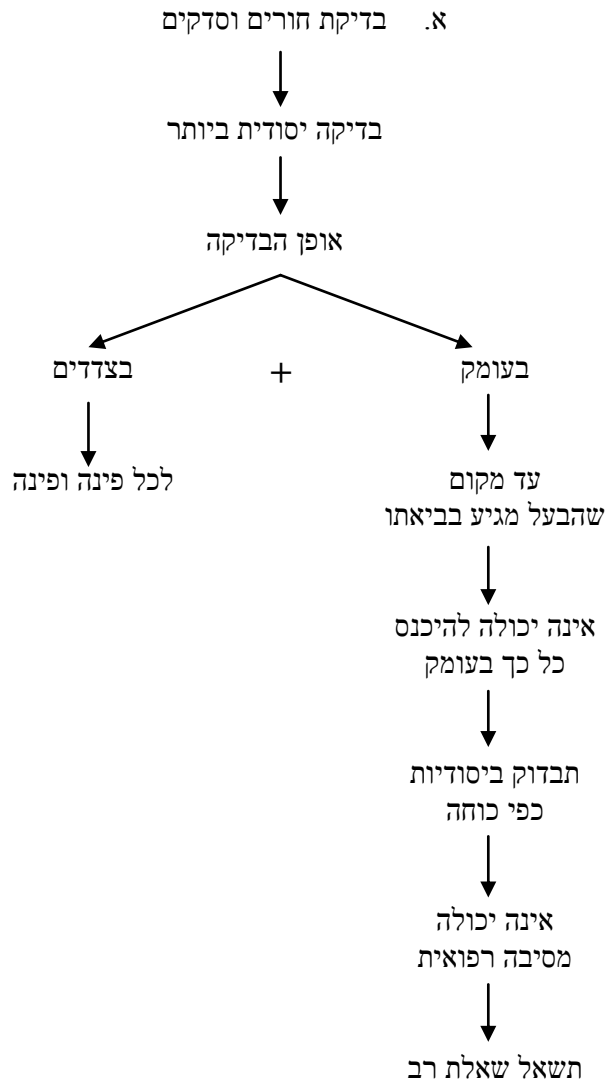 א. בדיקת חורים וסדקים
בדיקה יסודית ביותר
אופן הבדיקה
בעומק
+
בצדדים
עד מקום
שהבעל מגיע בביאתו
לכל פינה ופינה
אינה יכולה להיכנס
כל כך בעומק
תבדוק ביסודיות
כפי כוחה
אינה יכולה
מסיבה רפואית
תשאל שאלת רב